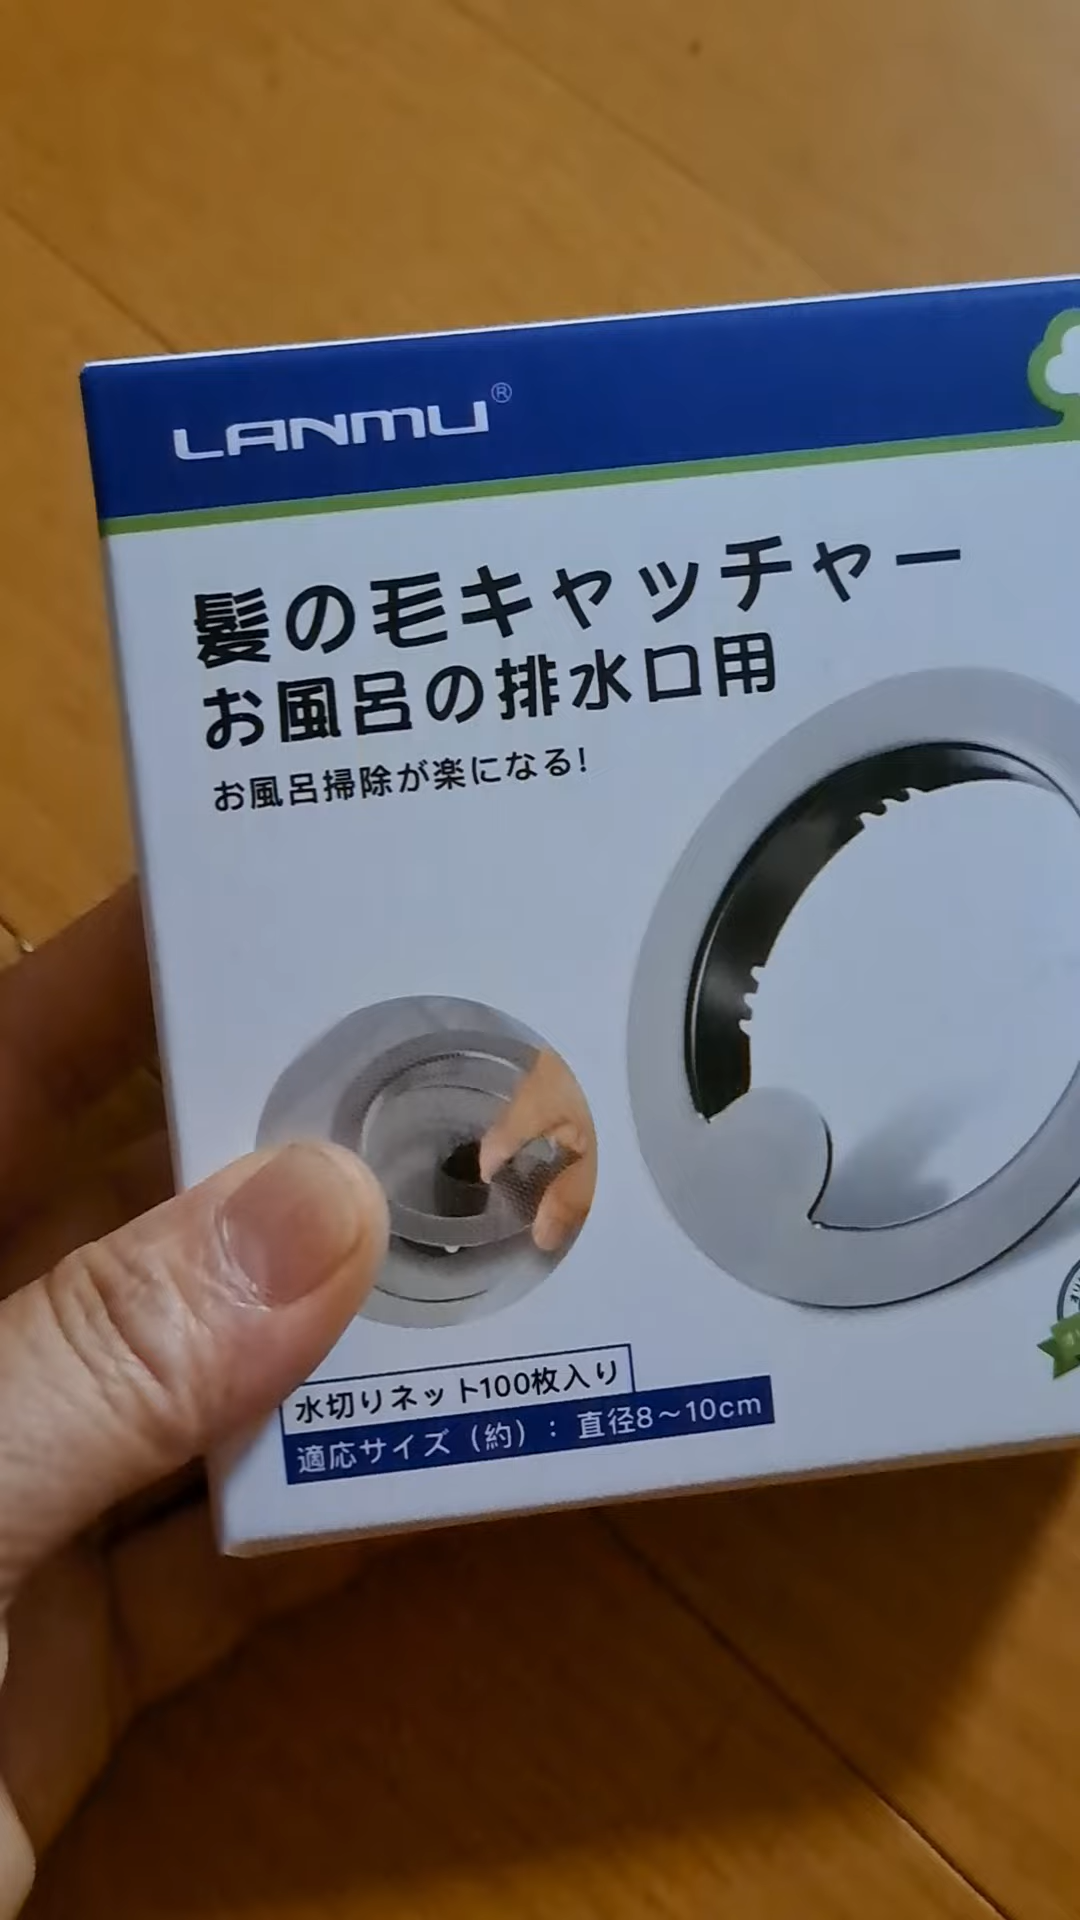 LANMU®
髪の毛キャッチャー
お風呂の排水口用
お風呂掃除が楽になる!
水切りネット100枚入り
適応サイズ（約）：直径8～10cm